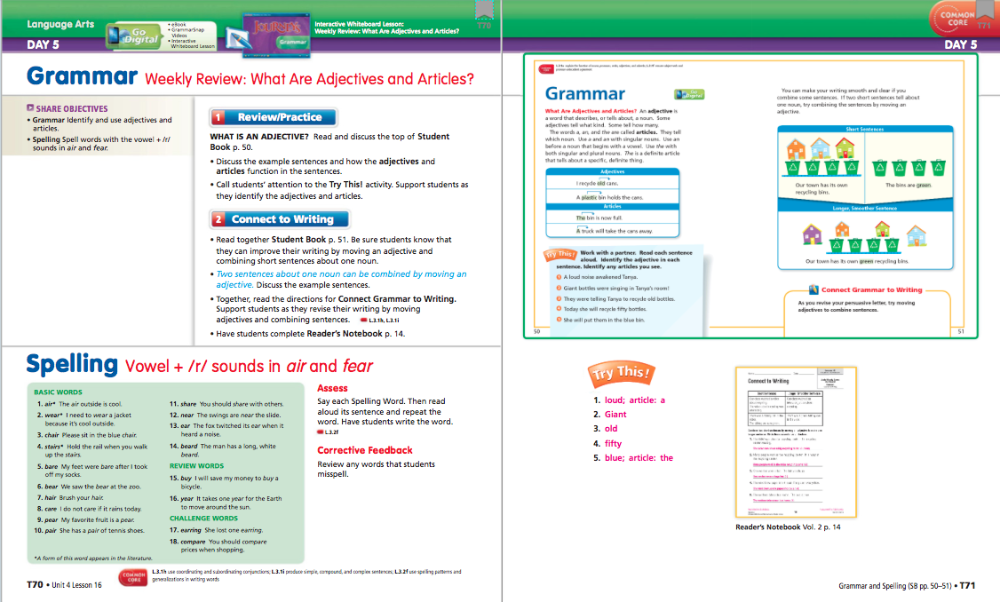 Language Arts
DAY 5
Go Digital
• eBook
• GrammarSnap
Videos
• Interactive
Whiteboard Lesson
JOURNEYS
Grammar
Interactive Whiteboard Lesson:
Weekly Review: What Are Adjectives and Articles?
T70
Grammar Weekly Review: What Are Adjectives and Articles?
SHARE OBJECTIVES
• Grammar Identify and use adjectives and
articles.
• Spelling Spell words with the vowel + /r/
sounds in air and fear.
1 Review/Practice
WHAT IS AN ADJECTIVE? Read and discuss the top of Student
Book p. 50.
• Discuss the example sentences and how the adjectives and
articles function in the sentences.
• Call students' attention to the Try This! activity. Support students as
they identify the adjectives and articles.
2 Connect to Writing
• Read together Student Book p. 51. Be sure students know that
they can improve their writing by moving an adjective and
combining short sentences about one noun.
• Two sentences about one noun can be combined by moving an
adjective. Discuss the example sentences.
• Together, read the directions for Connect Grammar to Writing.
Support students as they revise their writing by moving
adjectives and combining sentences. L.3.1h, L.3.1i
• Have students complete Reader's Notebook p. 14.
Spelling Vowel + /r/ sounds in air and fear
BASIC WORDS
1. air* The air outside is cool.
2. wear* I need to wear a jacket
because it's cool outside.
3. chair Please sit in the blue chair.
4. stairs* Hold the rail when you walk
up the stairs.
5. bare My feet were bare after I took
off my socks.
6. bear We saw the bear at the zoo.
7. hair Brush your hair.
8. care I do not care if it rains today.
9. pear My favorite fruit is a pear.
10. pair She has a pair of tennis shoes.
*A form of this word appears in the literature.
11. share You should share with others.
12. near The swings are near the slide.
13. ear The fox twitched its ear when it
heard a noise.
14. beard The man has a long, white
beard.
REVIEW WORDS
15. buy I will save my money to buy a
bicycle.
16. year It takes one year for the Earth
to move around the sun.
CHALLENGE WORDS
17. earring She lost one earring.
18. compare You should compare
prices when shopping.
Assess
Say each Spelling Word. Then read
aloud its sentence and repeat the
word. Have students write the word.
L.3.2f
Corrective Feedback
Review any words that students
misspell.
T70 • Unit 4 Lesson 16
COMMON CORE
L.3.1h use coordinating and subordinating conjunctions; L.3.1i produce simple, compound, and complex sentences; L.3.2f use spelling patterns and
generalizations in writing words
COMMON
CORE
T71
DAY 5
Grammar
Go Digital
What Are Adjectives and Articles? An adjective is
a word that describes, or tells about, a noun. Some
adjectives tell what kind. Some tell how many.
The words a, an, and the are called articles. They tell
which noun. Use a and an with singular nouns. Use an
before a noun that begins with a vowel. Use the with
both singular and plural nouns. The is a definite article
that tells about a specific, definite thing.
Adjectives
I recycle old cans.
A plastic bin holds the cans.
Articles
The bin is now full.
A truck will take the cans away.
Try This!
Work with a partner. Read each sentence
aloud. Identify the adjective in each
sentence. Identify any articles you see.
1 A loud noise awakened Tanya.
2 Giant bottles were singing in Tanya's room!
3 They were telling Tanya to recycle old bottles.
4 Today she will recycle fifty bottles.
5 She will put them in the blue bin.
50
You can make your writing smooth and clear if you
combine some sentences. If two short sentences tell about
one noun, try combining the sentences by moving an
adjective.
Short Sentences
Our town has its own
recycling bins.
The bins are green.
Longer, Smoother Sentence
Our town has its own green recycling bins.
Connect Grammar to Writing
As you revise your persuasive letter, try moving
adjectives to combine sentences.
51
Try This!
1. loud; article: a
2. Giant
3. old
4. fifty
5. blue; article: the
Connect to Writing
Reader's Notebook Vol. 2 p. 14
Grammar and Spelling (SB pp. 50–51) • T71